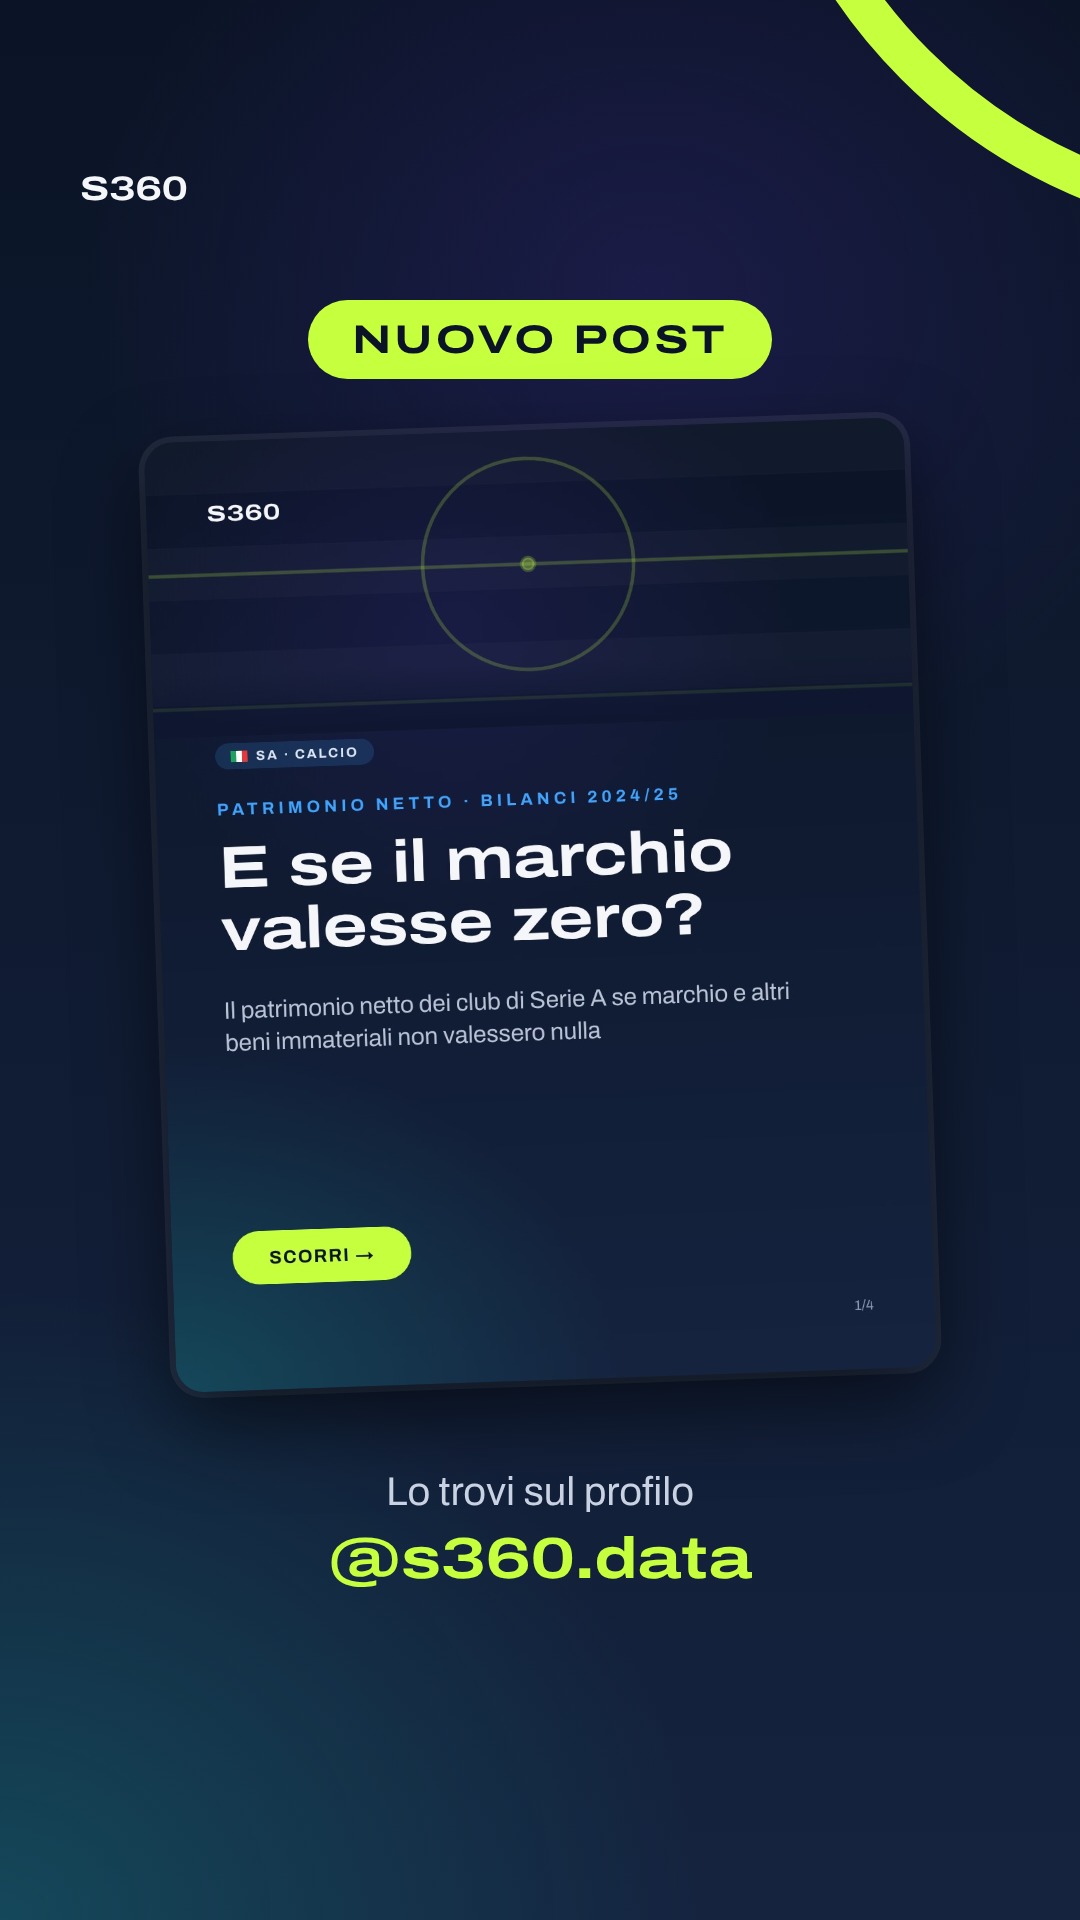 S360
NUOVO POST
S360
SA · CALCIO
PATRIMONIO NETTO · BILANCI 2024/25
E se il marchio
valesse zero?
Il patrimonio netto dei club di Serie A se marchio e altri
beni immateriali non valessero nulla
SCORRI →
1/4
Lo trovi sul profilo
@s360.data